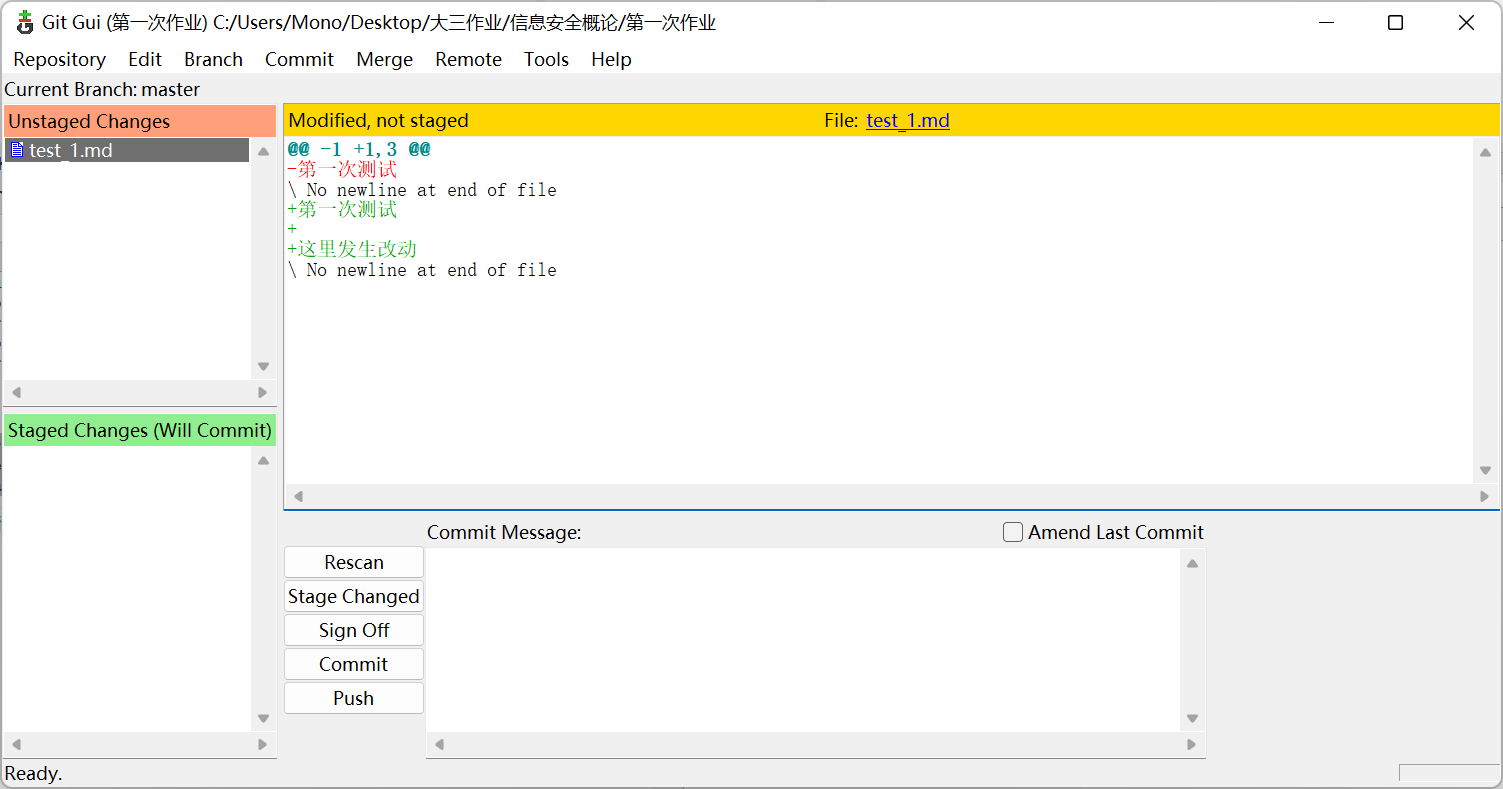 Git Gui (第一次作业) C:/Users/Mono/Desktop/大三作业/信息安全概论/第一次作业
Repository Edit Branch Commit Merge Remote Tools Help
Current Branch: master
Unstaged Changes
test_1.md
Modified, not staged File: test_1.md
@@ -1 +1,3 @@
-第一次测试
\ No newline at end of file
+第一次测试
+
+这里发生改动
\ No newline at end of file
Staged Changes (Will Commit)
Commit Message: Amend Last Commit
Rescan
Stage Changed
Sign Off
Commit
Push
Ready.